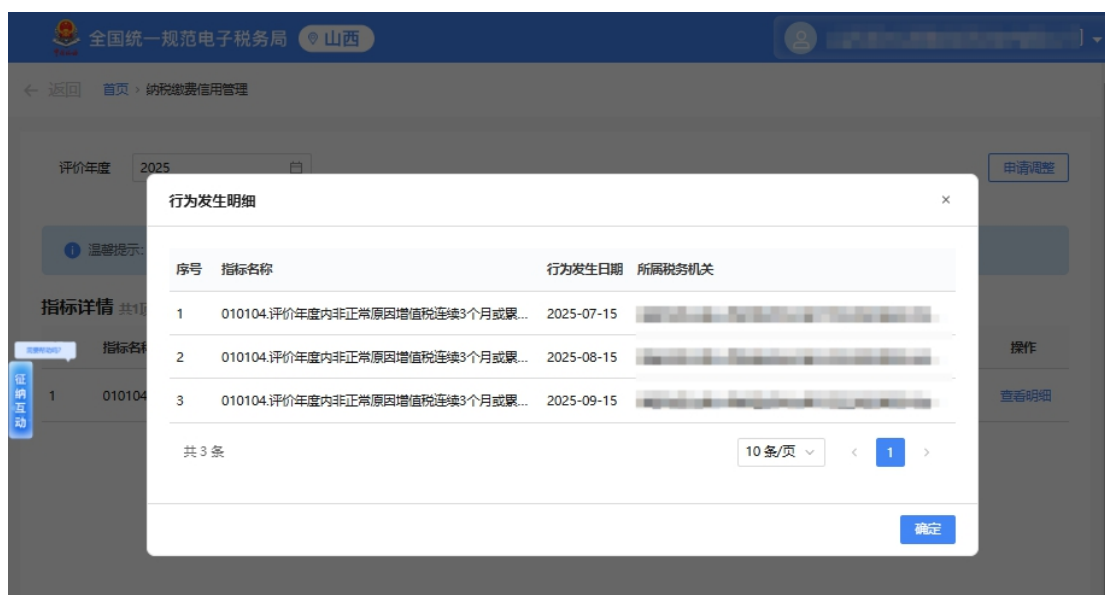 全国统一规范电子税务局 山西
← 返回 首页 > 纳税缴费信用管理
评价年度 2025 申请调整
行为发生明细 ×
温馨提示:
序号 指标名称 行为发生日期 所属税务机关
1 010104.评价年度内非正常原因增值税连续3个月或累... 2025-07-15
2 010104.评价年度内非正常原因增值税连续3个月或累... 2025-08-15
3 010104.评价年度内非正常原因增值税连续3个月或累... 2025-09-15
指标详情 共1
指标名 操作
征纳互动
1 010104 查看明细
共 3 条 10 条/页 < 1 >
确定